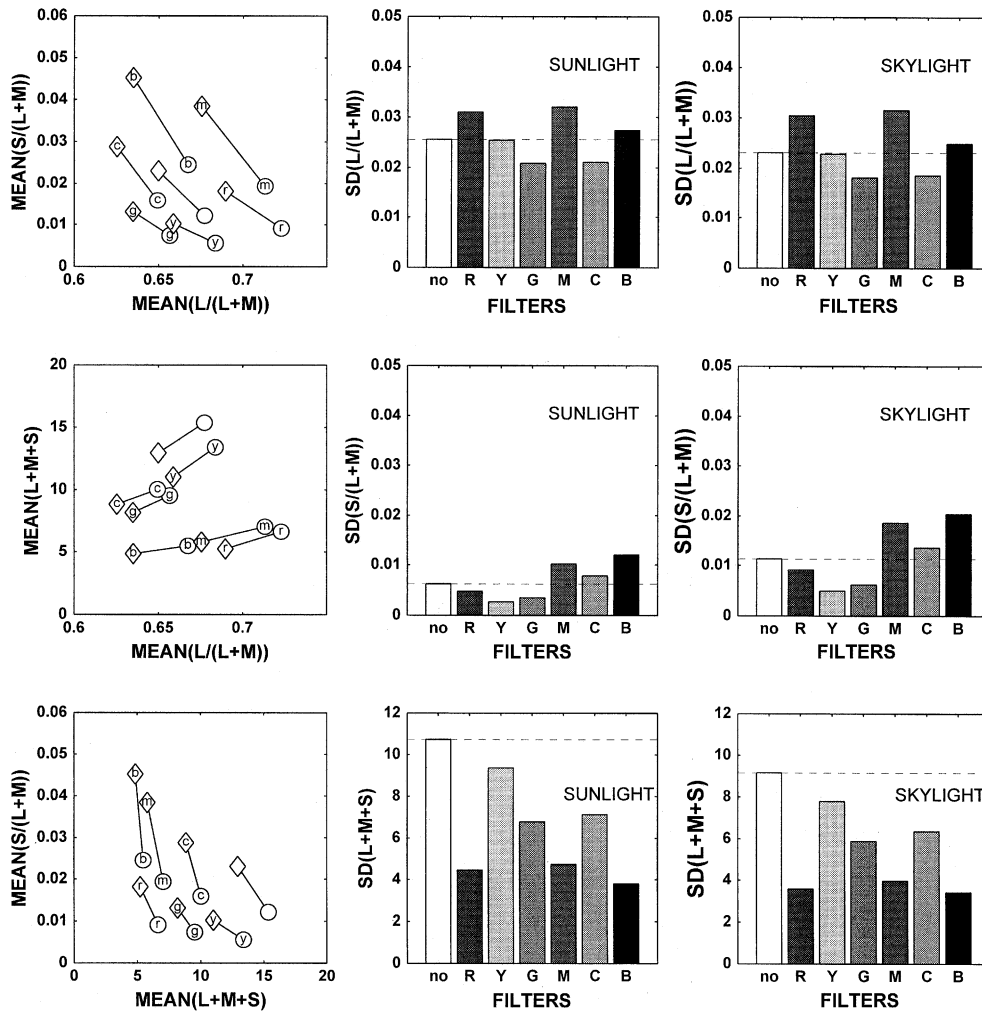 MEAN(S/(L+M))
0.06
0.05
0.04
0.03
0.02
0.01
0
b
m
c
r
g
y
b
m
c
r
g
y
0.6
0.65
0.7
MEAN(L/(L+M))
SD(L/(L+M))
0.05
0.04
0.03
0.02
0.01
0
SUNLIGHT
no R Y G M C B
FILTERS
SD(L/(L+M))
0.05
0.04
0.03
0.02
0.01
0
SKYLIGHT
no R Y G M C B
FILTERS
MEAN(L+M+S)
20
15
10
5
0
y
y
c
c
g
g
b
b
m
m
r
r
0.6
0.65
0.7
MEAN(L/(L+M))
SD(S/(L+M))
0.05
0.04
0.03
0.02
0.01
0
SUNLIGHT
no R Y G M C B
FILTERS
SD(S/(L+M))
0.05
0.04
0.03
0.02
0.01
0
SKYLIGHT
no R Y G M C B
FILTERS
MEAN(S/(L+M))
0.06
0.05
0.04
0.03
0.02
0.01
0
b
m
c
b
m
r
c
g
y
r
g
y
5
10
15
20
MEAN(L+M+S)
SD(L+M+S)
12
10
8
6
4
2
0
SUNLIGHT
no R Y G M C B
FILTERS
SD(L+M+S)
12
10
8
6
4
2
0
SKYLIGHT
no R Y G M C B
FILTERS